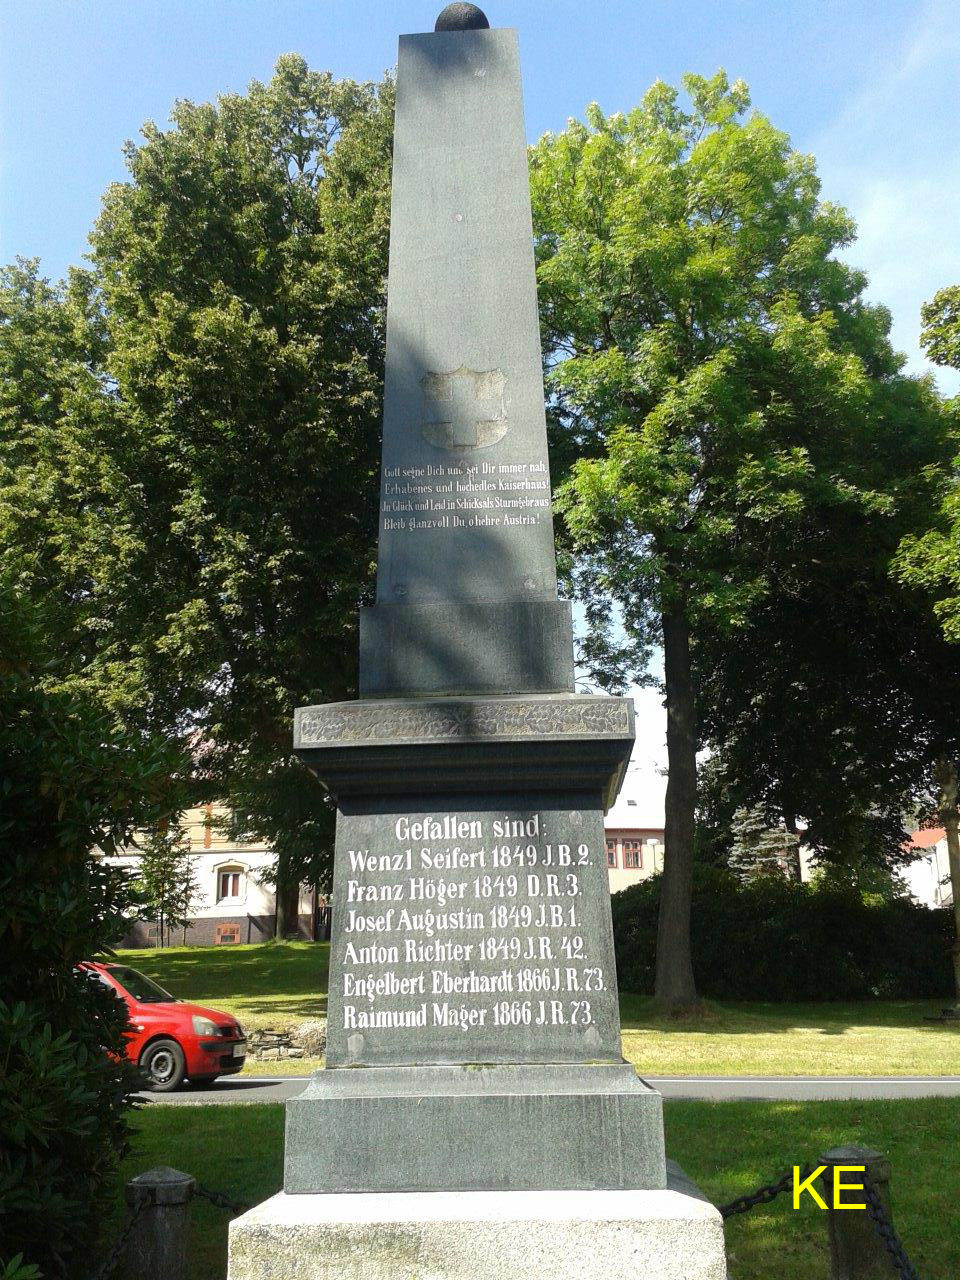 Gott segne Dich und sei Dir immer nah,
Erhabenes und hochedles Kaiserhaus!
In Glück und Leid in Schicksals Sturmgebraus
Bleib glanzvoll Du, o hehre Austria!
Gefallen sind:
Wenzl Seifert 1849 J.B.2.
Franz Höger 1849 D.R.3.
Josef Augustin 1849 J.B.1.
Anton Richter 1849 J.R. 42.
Engelbert Eberhardt 1866 J.R.73.
Raimund Mager 1866 J.R.73.
KE